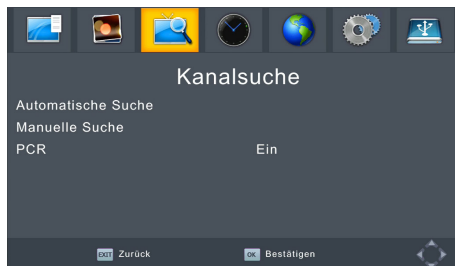 Kanalsuche
Automatische Suche
Manuelle Suche
PCR Ein
EXIT Zurück OK Bestätigen